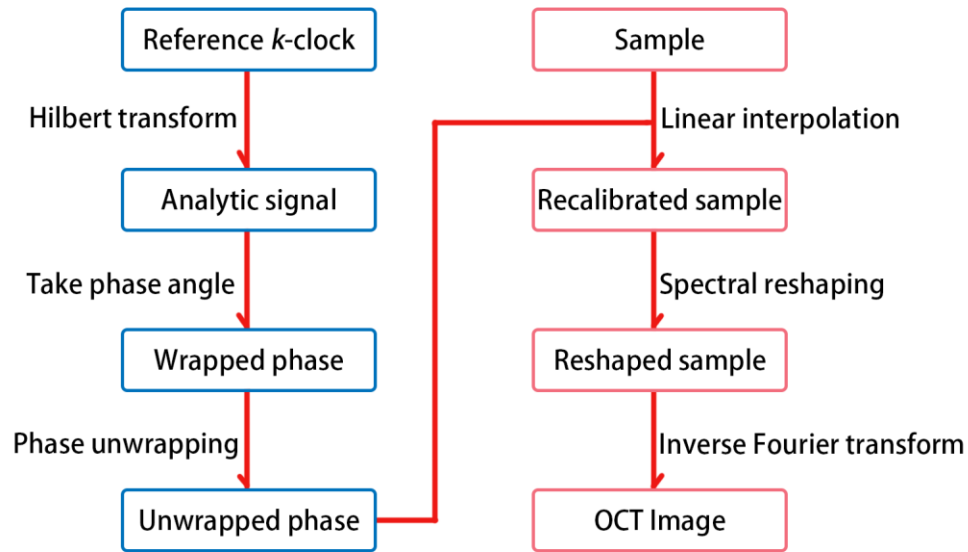 Reference k-clock
Hilbert transform
Analytic signal
Take phase angle
Wrapped phase
Phase unwrapping
Unwrapped phase
Sample
Linear interpolation
Recalibrated sample
Spectral reshaping
Reshaped sample
Inverse Fourier transform
OCT Image